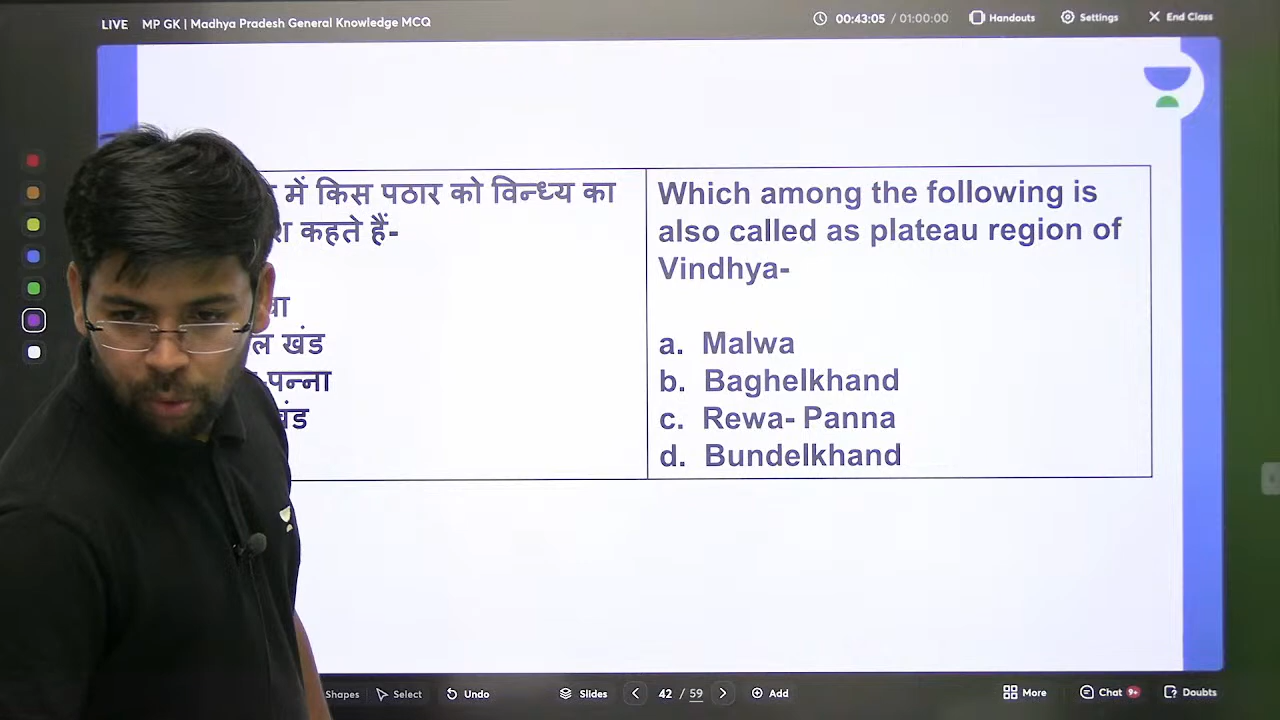 LIVE MP GK | Madhya Pradesh General Knowledge MCQ
00:43:05 / 01:00:00 Handouts Settings End Class
में किस पठार को विन्ध्य का
कहते हैं-
खंड
पन्ना
Which among the following is
also called as plateau region of
Vindhya-
a. Malwa
b. Baghelkhand
c. Rewa- Panna
d. Bundelkhand
Shapes Select Undo Slides 42 / 59 Add More Chat 9+ Doubts